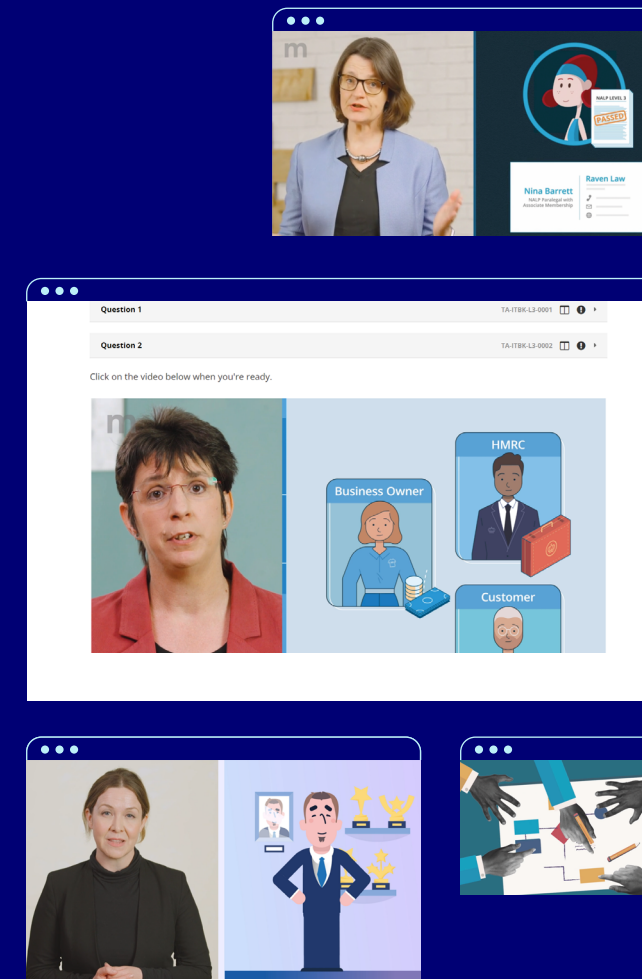 m
NALP LEVEL 3
PASSED
Nina Barrett
NALP Paralegal with
Associate Membership
Raven Law
Question 1
TA-ITBK-L3-0001
Question 2
TA-ITBK-L3-0002
Click on the video below when you're ready.
m
HMRC
Business Owner
Customer